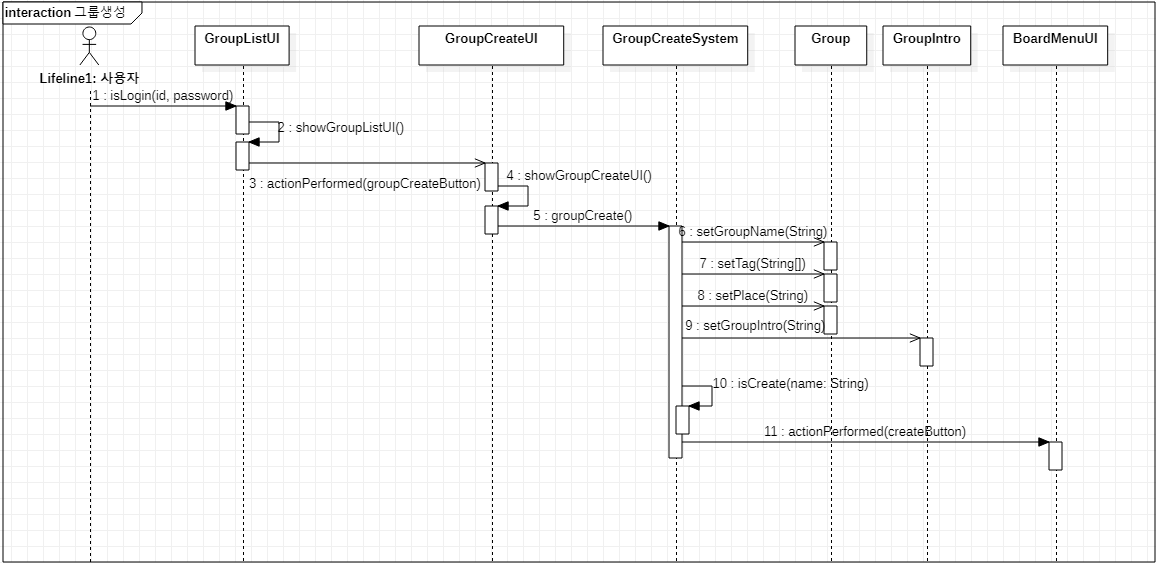 interaction 그룹생성
GroupListUI
GroupCreateUI
GroupCreateSystem
Group
GroupIntro
BoardMenuUI
Lifeline1: 사용자
1 : isLogin(id, password)
2 : showGroupListUI()
3 : actionPerformed(groupCreateButton)
4 : showGroupCreateUI()
5 : groupCreate()
6 : setGroupName(String)
7 : setTag(String[])
8 : setPlace(String)
9 : setGroupIntro(String)
10 : isCreate(name: String)
11 : actionPerformed(createButton)